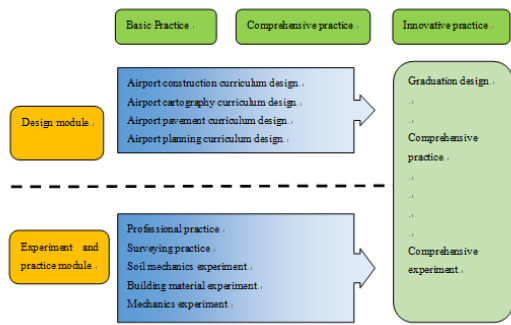 Basic Practice
Comprehensive practice
Innovative practice
Design module
Airport construction curriculum design
Airport cartography curriculum design
Airport pavement curriculum design
Airport planning curriculum design
Graduation design
Comprehensive
practice
Comprehensive
experiment
Experiment and
practice module
Professional practice
Surveying practice
Soil mechanics experiment
Building material experiment
Mechanics experiment